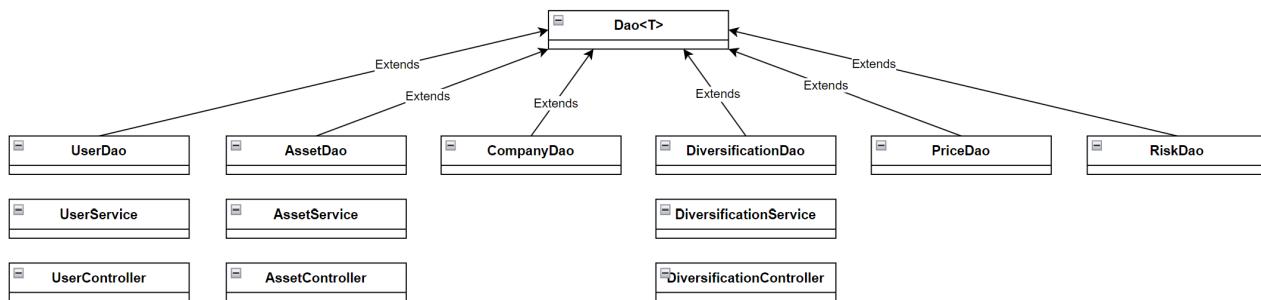 Dao<T>
Extends
Extends
Extends
Extends
Extends
Extends
UserDao
AssetDao
CompanyDao
DiversificationDao
PriceDao
RiskDao
UserService
AssetService
DiversificationService
UserController
AssetController
DiversificationController